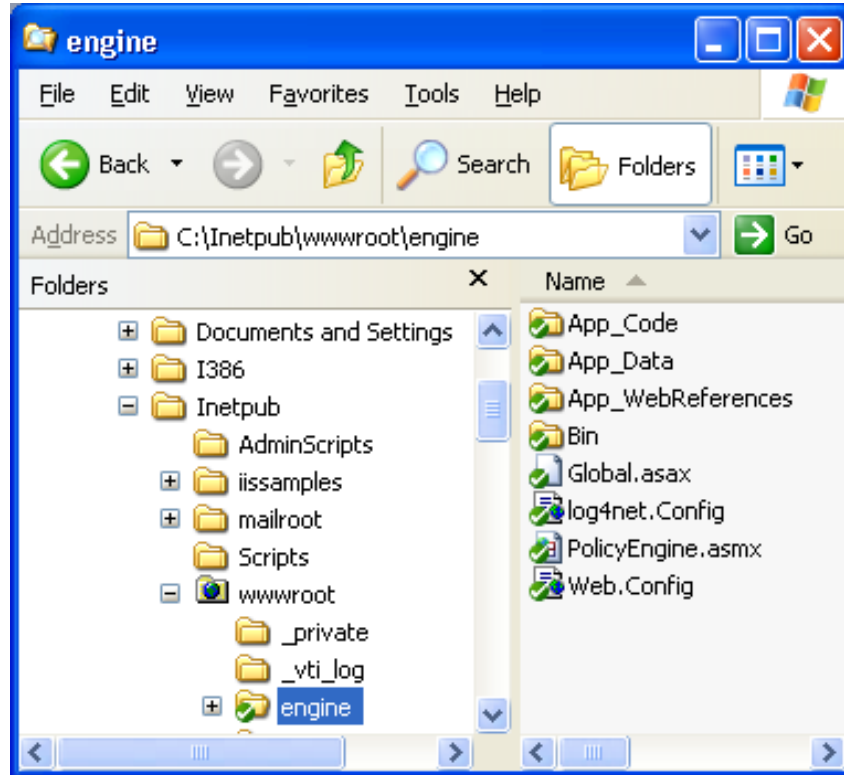 engine
File Edit View Favorites Tools Help
Back Search Folders
Address C:\Inetpub\wwwroot\engine Go
Folders
Documents and Settings
I386
Inetpub
AdminScripts
iissamples
mailroot
Scripts
wwwroot
_private
_vti_log
engine
Name
App_Code
App_Data
App_WebReferences
Bin
Global.asax
log4net.Config
PolicyEngine.asmx
Web.Config